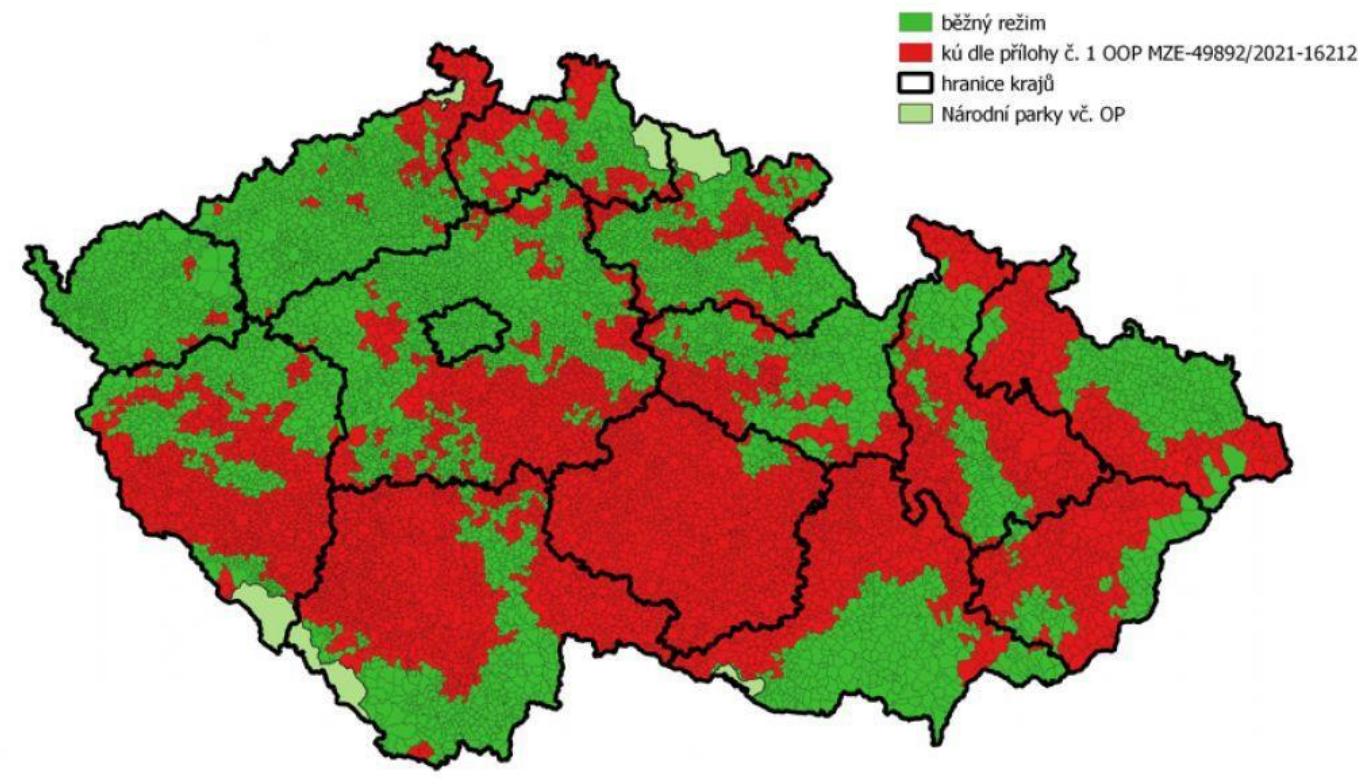 běžný režim
kú dle přílohy č. 1 OOP MZE-49892/2021-16212
hranice krajů
Národní parky vč. OP